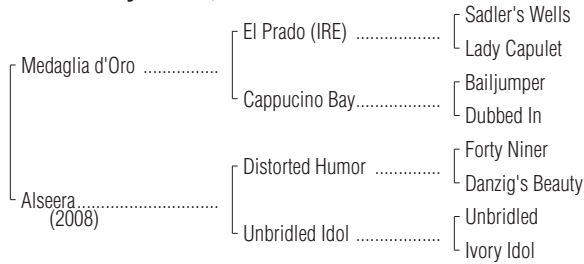 Sadler's Wells
El Prado (IRE) ..................
Lady Capulet
Medaglia d'Oro ................
Bailjumper
Cappucino Bay..................
Dubbed In
Forty Niner
Distorted Humor ................
Danzig's Beauty
Alseera.............................
(2008)
Unbridled
Unbridled Idol ..................
Ivory Idol